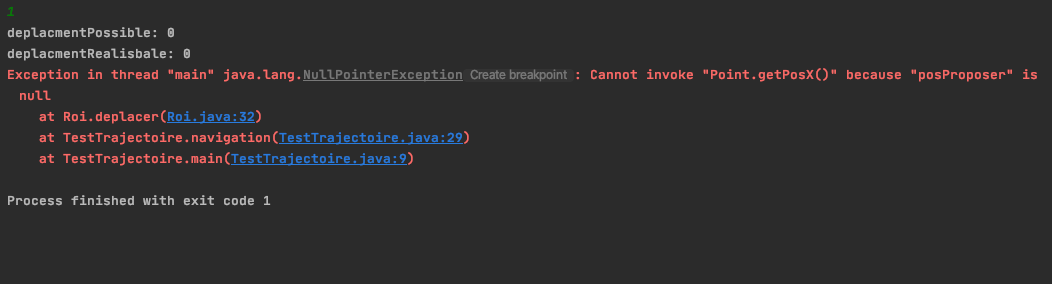 1
deplacmentPossible: 0
deplacmentRealisbale: 0
Exception in thread "main" java.lang.NullPointerException Create breakpoint : Cannot invoke "Point.getPosX()" because "posProposer" is
null
at Roi.deplacer(Roi.java:32)
at TestTrajectoire.navigation(TestTrajectoire.java:29)
at TestTrajectoire.main(TestTrajectoire.java:9)
Process finished with exit code 1